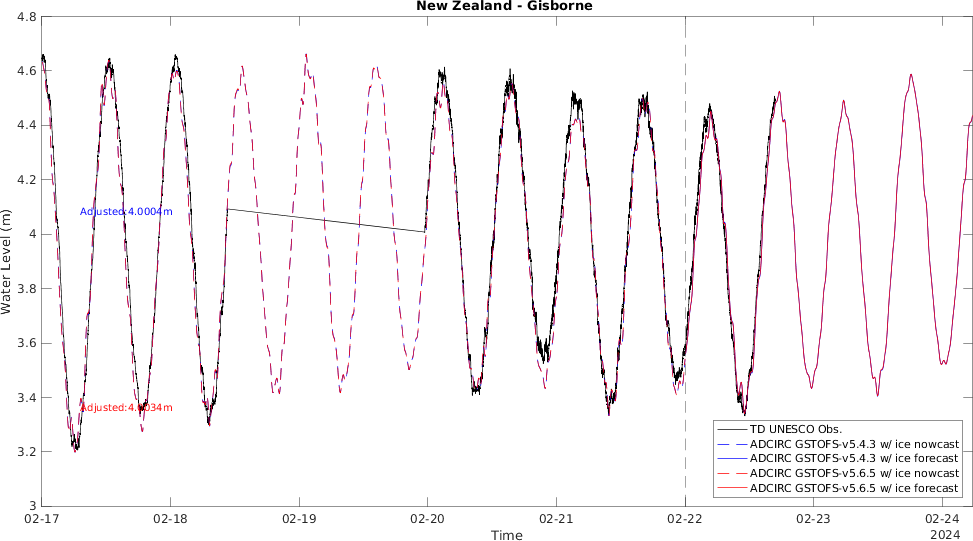 New Zealand - Gisborne
4.8
4.6
4.4
4.2
4
3.8
3.6
3.4
3.2
3
Water Level (m)
Adjusted:4.0004m
Adjusted:4.0034m
TD UNESCO Obs.
ADCIRC GSTOFS-v5.4.3 w/ ice nowcast
ADCIRC GSTOFS-v5.4.3 w/ ice forecast
ADCIRC GSTOFS-v5.6.5 w/ ice nowcast
ADCIRC GSTOFS-v5.6.5 w/ ice forecast
02-17 02-18 02-19 02-20 02-21 02-22 02-23 02-24
Time
2024